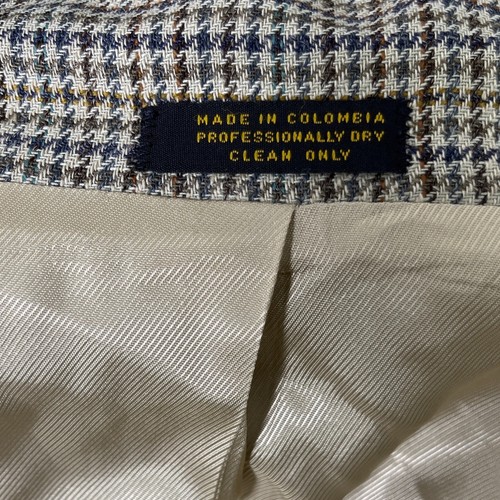 MADE IN COLOMBIA
PROFESSIONALLY DRY
CLEAN ONLY